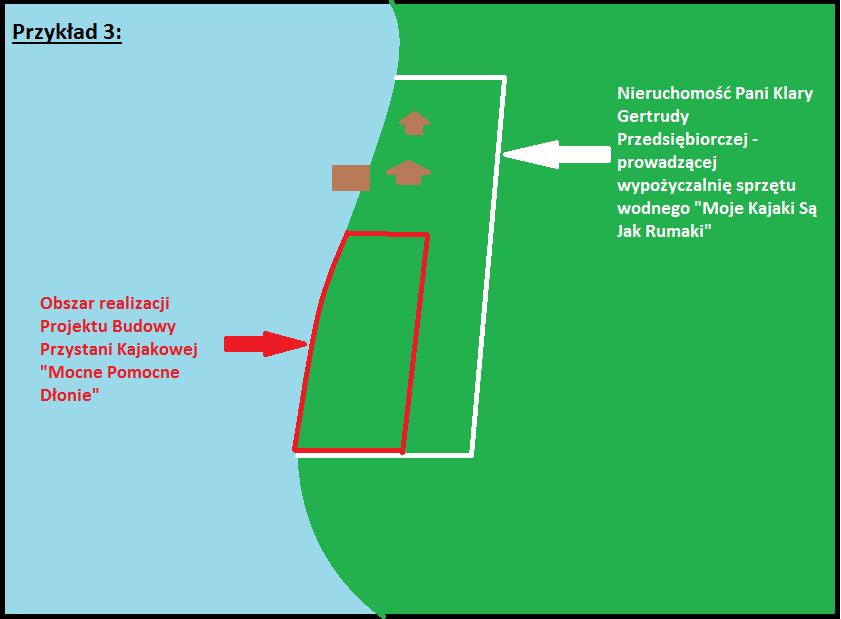 Przykład 3:
Nieruchomość Pani Klary
Gertrudy
Przedsiębiorczej -
prowadzącej
wypożyczalnię sprzętu
wodnego "Moje Kajaki Są
Jak Rumaki"
Obszar realizacji
Projektu Budowy
Przystani Kajakowej
"Mocne Pomocne
Dłonie"